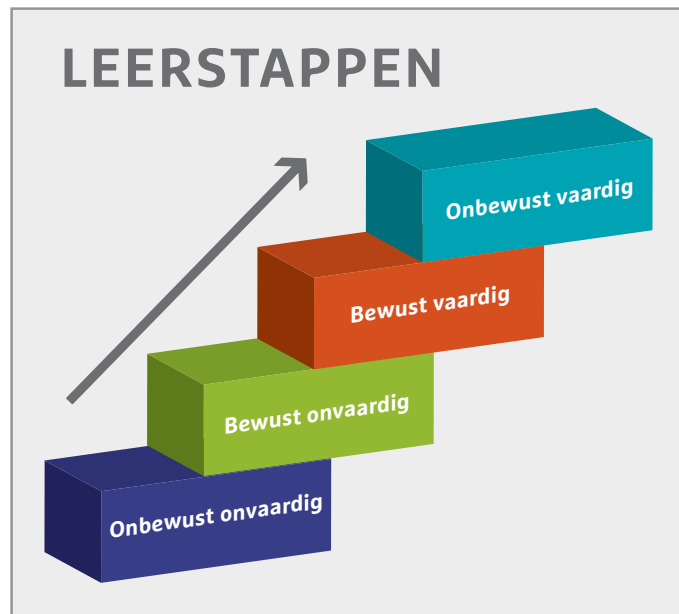 LEERSTAPPEN
Onbewust vaardig
Bewust vaardig
Bewust onvaardig
Onbewust onvaardig